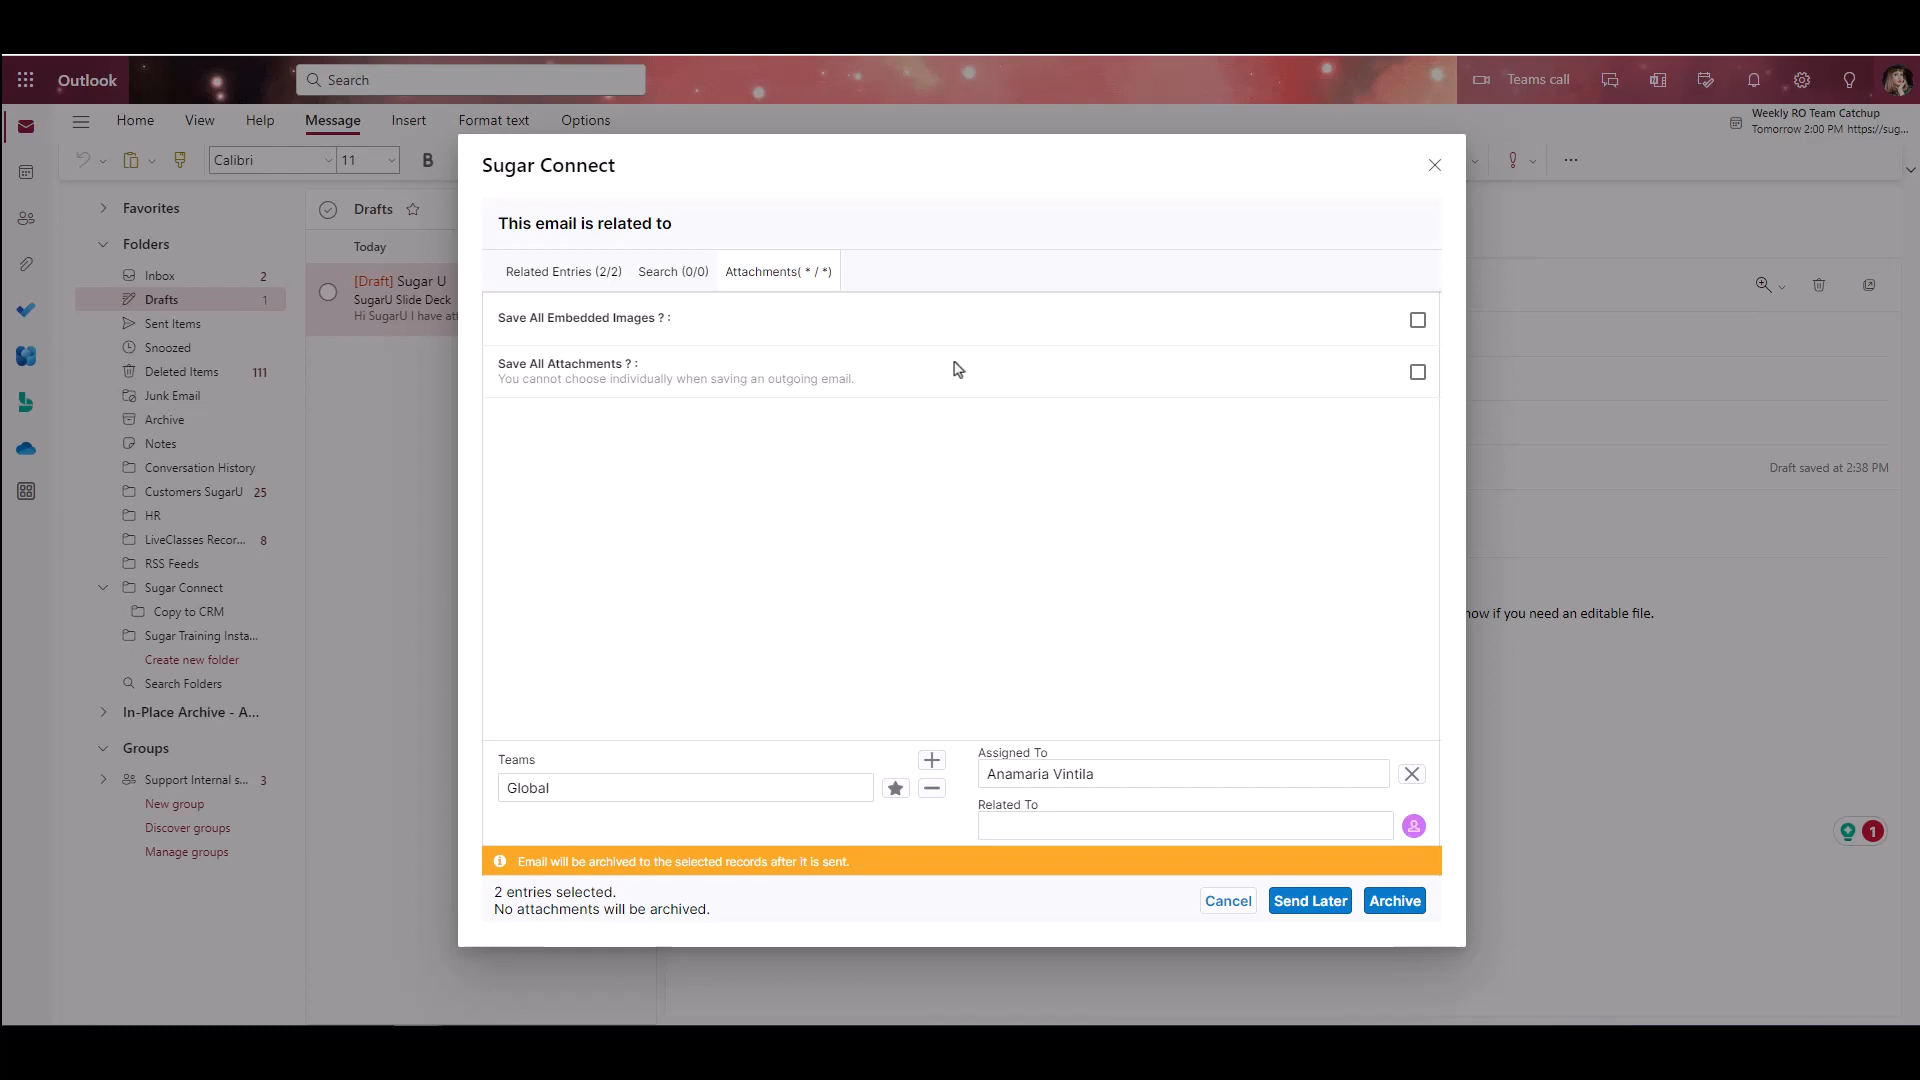 Outlook
Search
Teams call
Home View Help Message Insert Format text Options
Weekly RO Team Catchup
Tomorrow 2:00 PM https://sug...
Calibri 11 B
Favorites
Folders
Inbox 2
Drafts 1
Sent Items
Snoozed
Deleted Items 111
Junk Email
Archive
Notes
Conversation History
Customers SugarU 25
HR
LiveClasses Recor... 8
RSS Feeds
Sugar Connect
Copy to CRM
Sugar Training Insta...
Create new folder
Search Folders
In-Place Archive - A...
Groups
Support Internal s... 3
New group
Discover groups
Manage groups
Drafts
Today
[Draft] Sugar U
SugarU Slide Deck
Hi SugarU I have at
Sugar Connect
This email is related to
Related Entries (2/2) Search (0/0) Attachments( * / *)
Save All Embedded Images ? :
Save All Attachments ? :
You cannot choose individually when saving an outgoing email.
Teams
Global
Assigned To
Anamaria Vintila
Related To
Email will be archived to the selected records after it is sent.
2 entries selected.
No attachments will be archived.
Cancel Send Later Archive
Draft saved at 2:38 PM
now if you need an editable file.
1